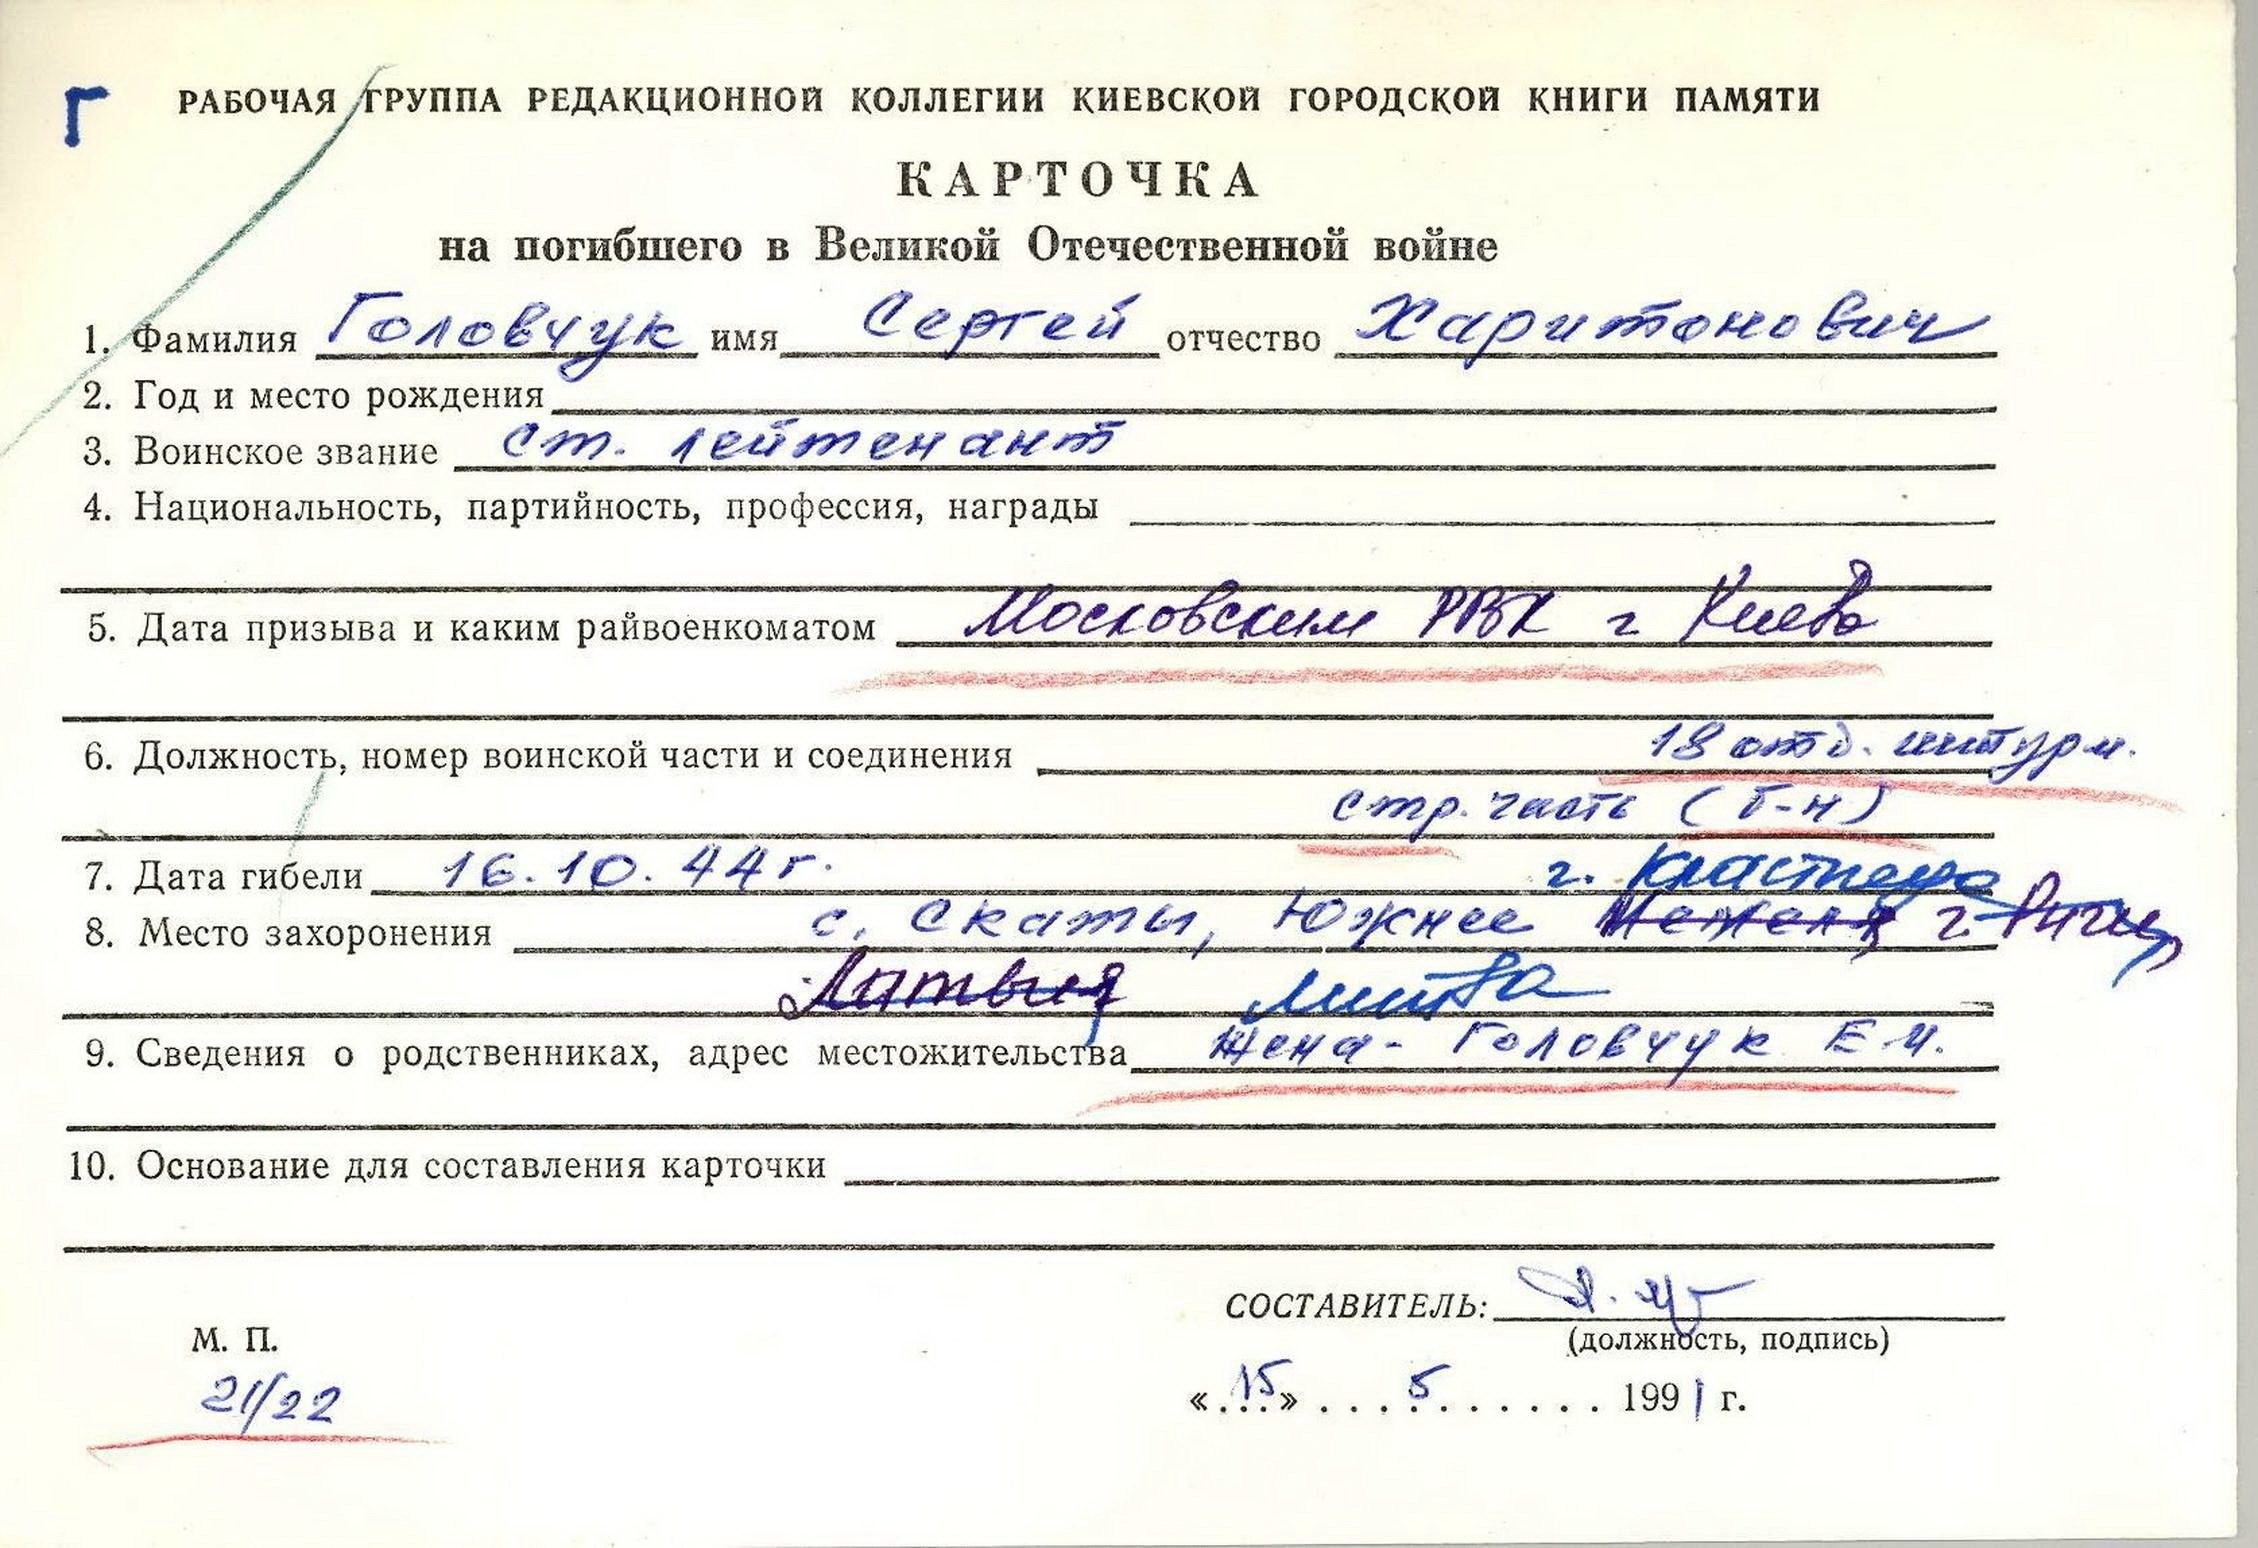 Г
РАБОЧАЯ ГРУППА РЕДАКЦИОННОЙ КОЛЛЕГИИ КИЕВСКОЙ ГОРОДСКОЙ КНИГИ ПАМЯТИ
КАРТОЧКА
на погибшего в Великой Отечественной войне
1. Фамилия Головчук имя Сергей отчество Харитонович
2. Год и место рождения
3. Воинское звание ст. лейтенант
4. Национальность, партийность, профессия, награды
5. Дата призыва и каким райвоенкоматом Московским РВК г Киева
6. Должность, номер воинской части и соединения 18 отд. штурм.
стр. часть (б-н)
7. Дата гибели 16.10.44 г. г.
8. Место захоронения с. Скаты, Южнее г. Риги,
Латвия Литва
9. Сведения о родственниках, адрес местожительства Жена - Головчук Е.И.
10. Основание для составления карточки
СОСТАВИТЕЛЬ:
М. П. (должность, подпись)
21/22 «15» 5 1991 г.